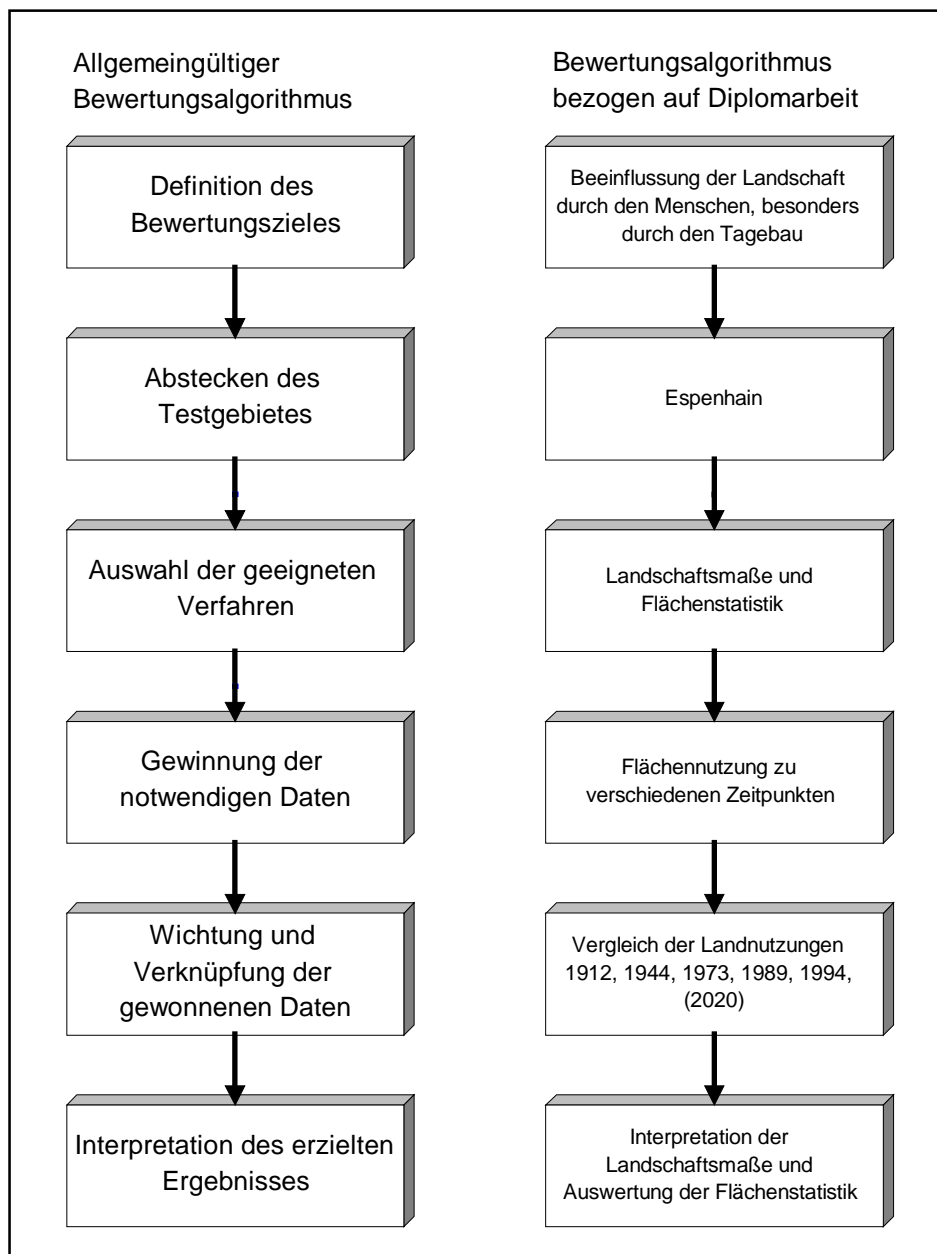 Allgemeingültiger
Bewertungsalgorithmus
Definition des
Bewertungszieles
Abstecken des
Testgebietes
Auswahl der geeigneten
Verfahren
Gewinnung der
notwendigen Daten
Wichtung und
Verknüpfung der
gewonnenen Daten
Interpretation des erzielten
Ergebnisses
Bewertungsalgorithmus
bezogen auf Diplomarbeit
Beeinflussung der Landschaft
durch den Menschen, besonders
durch den Tagebau
Espenhain
Landschaftsmaße und
Flächenstatistik
Flächennutzung zu
verschiedenen Zeitpunkten
Vergleich der Landnutzungen
1912, 1944, 1973, 1989, 1994,
(2020)
Interpretation der
Landschaftsmaße und
Auswertung der Flächenstatistik